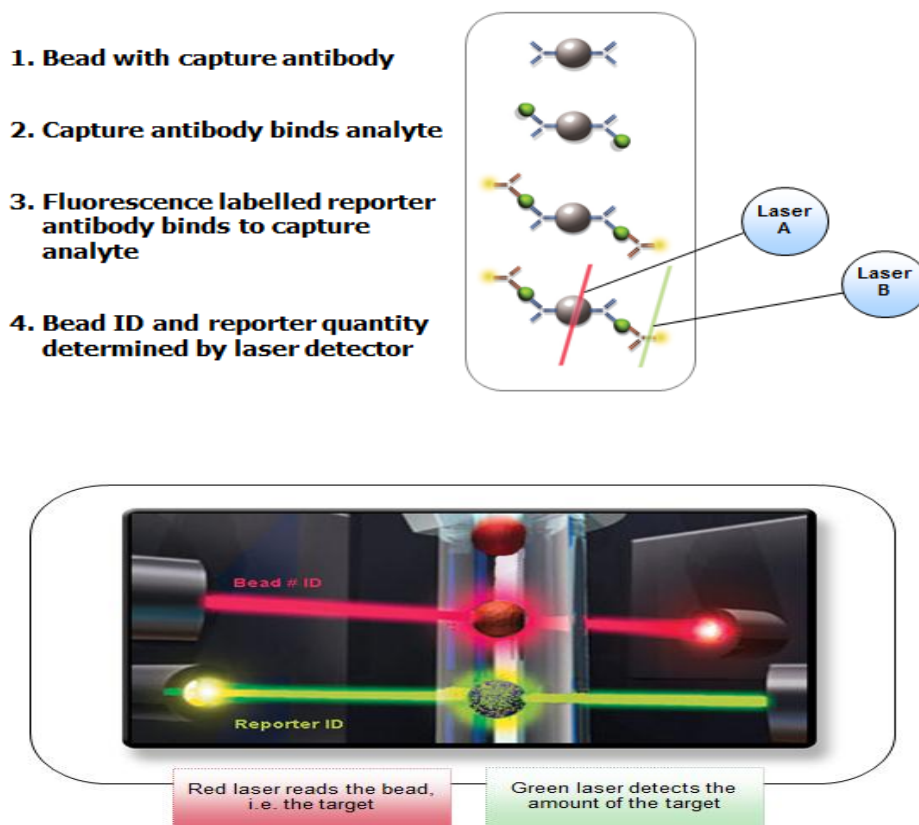 1. Bead with capture antibody
2. Capture antibody binds analyte
3. Fluorescence labelled reporter
antibody binds to capture
analyte
4. Bead ID and reporter quantity
determined by laser detector
Laser
A
Laser
B
Bead # ID
Reporter ID
Red laser reads the bead,
i.e. the target
Green laser detects the
amount of the target